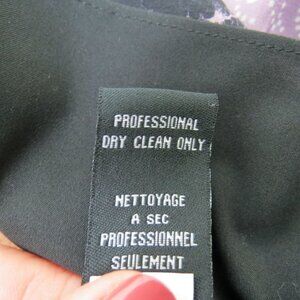 PROFESSIONAL
DRY CLEAN ONLY
NETTOYAGE
A SEC
PROFESSIONNEL
SEULEMENT